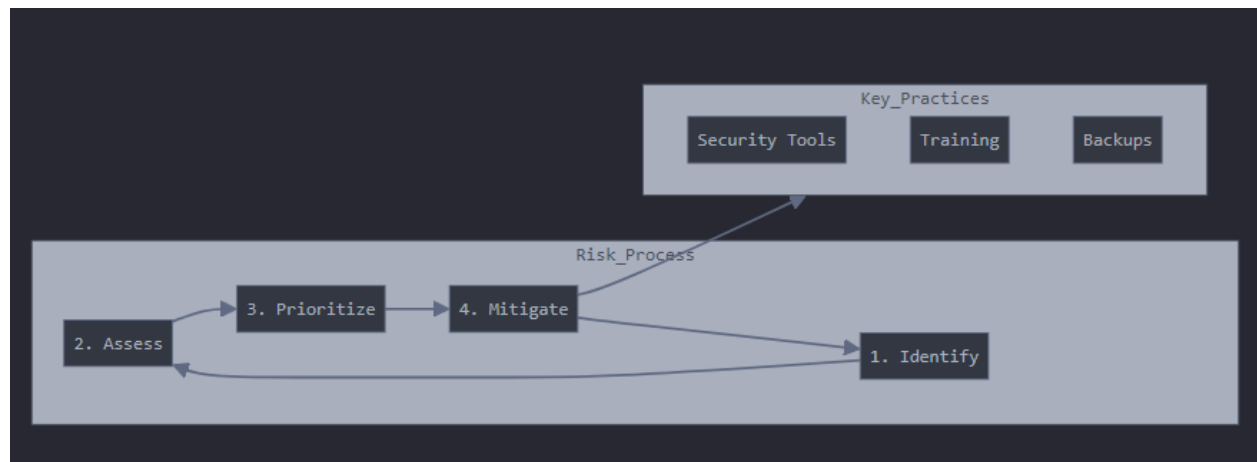 Key_Practices
Security Tools
Training
Backups
Risk_Process
3. Prioritize
4. Mitigate
2. Assess
1. Identify